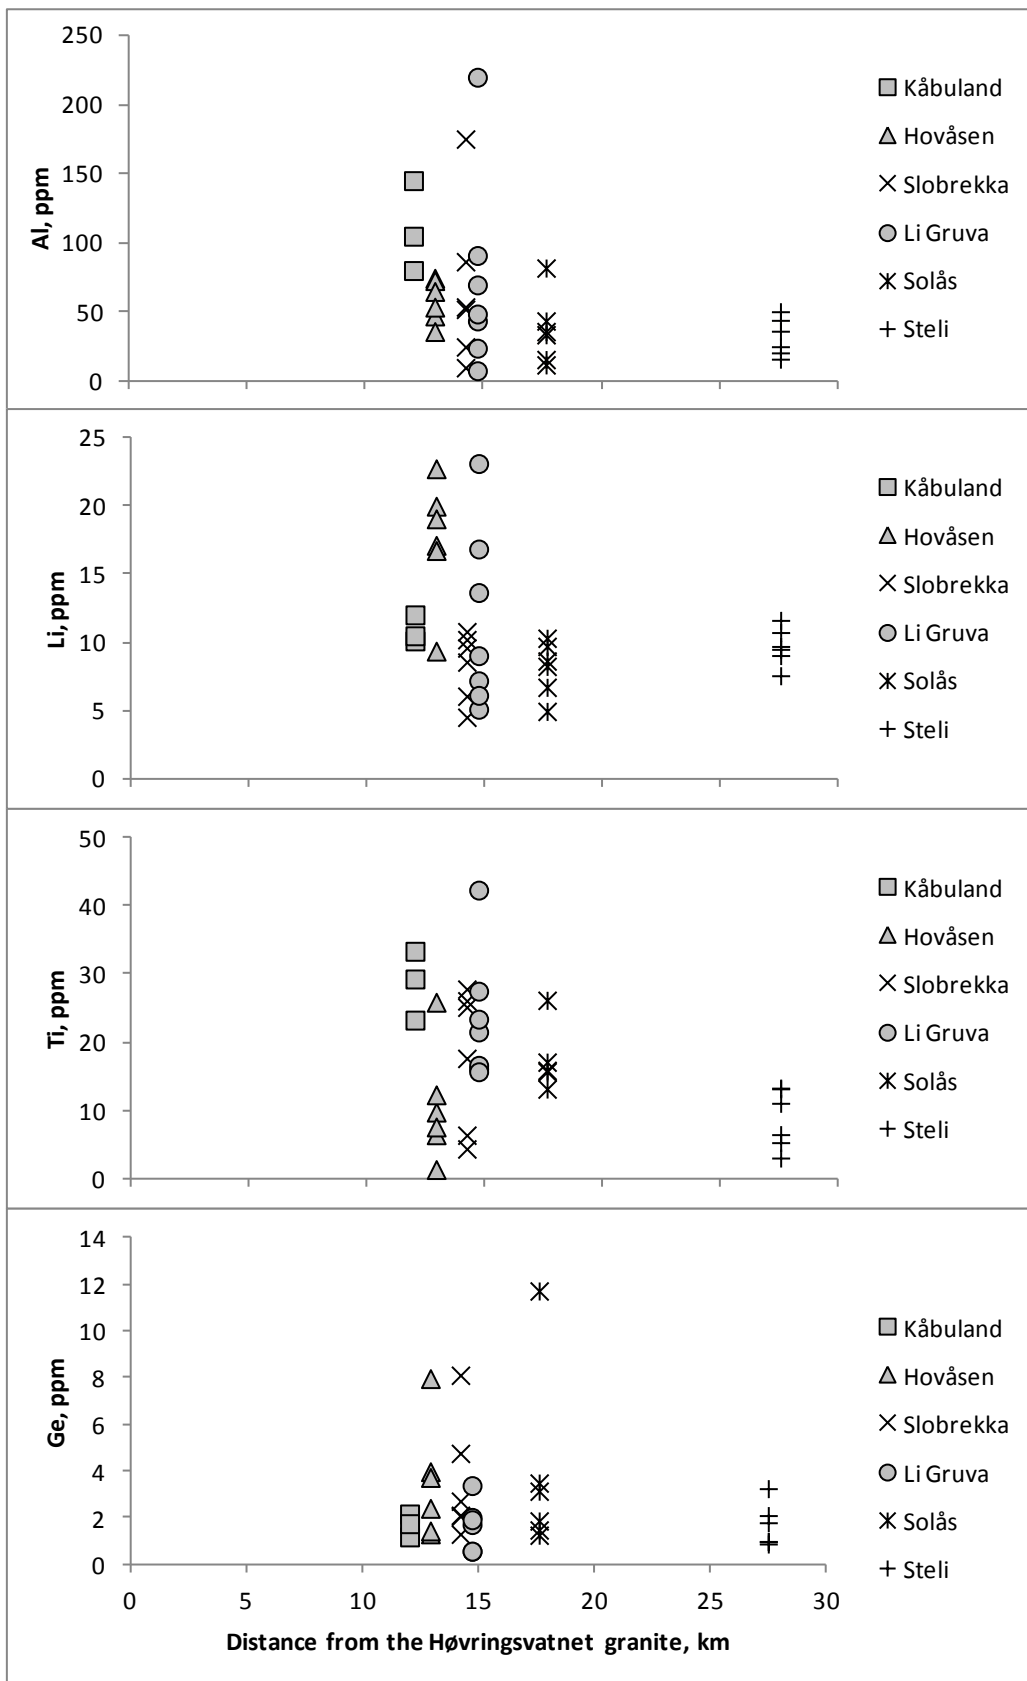 250
200
150
100
50
0
Al, ppm
Kåbuland
Hovåsen
Slobrekka
Li Gruva
Solås
Steli
25
20
15
10
5
0
Li, ppm
Kåbuland
Hovåsen
Slobrekka
Li Gruva
Solås
Steli
50
40
30
20
10
0
Ti, ppm
Kåbuland
Hovåsen
Slobrekka
Li Gruva
Solås
Steli
14
12
10
8
6
4
2
0
Ge, ppm
Kåbuland
Hovåsen
Slobrekka
Li Gruva
Solås
Steli
0 5 10 15 20 25 30
Distance from the Høvringsvatnet granite, km